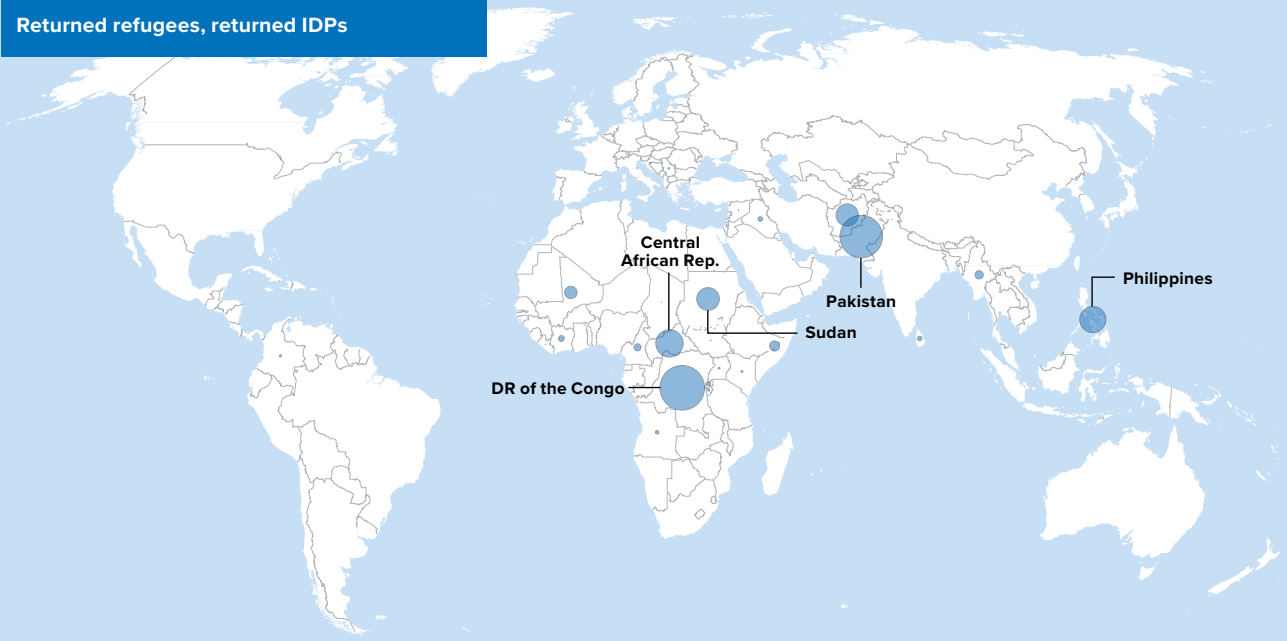 Returned refugees, returned IDPs
Central
African Rep.
Pakistan
Philippines
Sudan
DR of the Congo